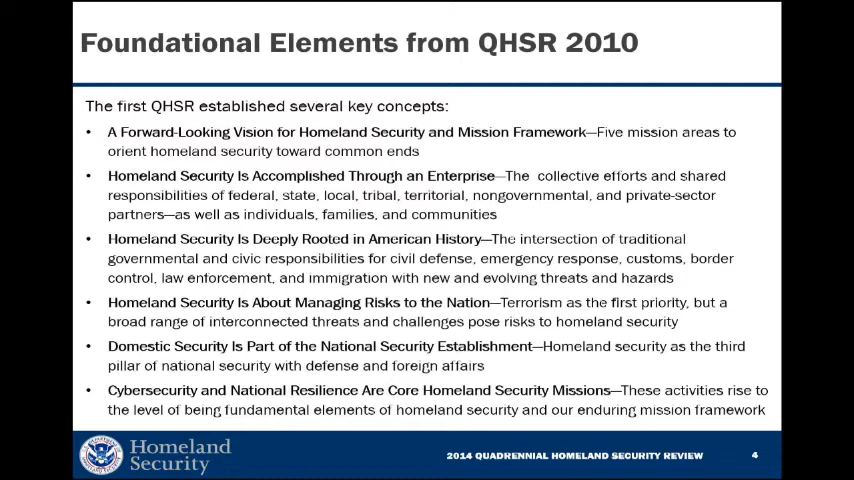 Foundational Elements from QHSR 2010
The first QHSR established several key concepts:
• A Forward-Looking Vision for Homeland Security and Mission Framework—Five mission areas to
orient homeland security toward common ends
• Homeland Security Is Accomplished Through an Enterprise—The collective efforts and shared
responsibilities of federal, state, local, tribal, territorial, nongovernmental, and private-sector
partners—as well as individuals, families, and communities
• Homeland Security Is Deeply Rooted in American History—The intersection of traditional
governmental and civic responsibilities for civil defense, emergency response, customs, border
control, law enforcement, and immigration with new and evolving threats and hazards
• Homeland Security Is About Managing Risks to the Nation—Terrorism as the first priority, but a
broad range of interconnected threats and challenges pose risks to homeland security
• Domestic Security Is Part of the National Security Establishment—Homeland security as the third
pillar of national security with defense and foreign affairs
• Cybersecurity and National Resilience Are Core Homeland Security Missions—These activities rise to
the level of being fundamental elements of homeland security and our enduring mission framework
Homeland
Security
2014 QUADRENNIAL HOMELAND SECURITY REVIEW
4